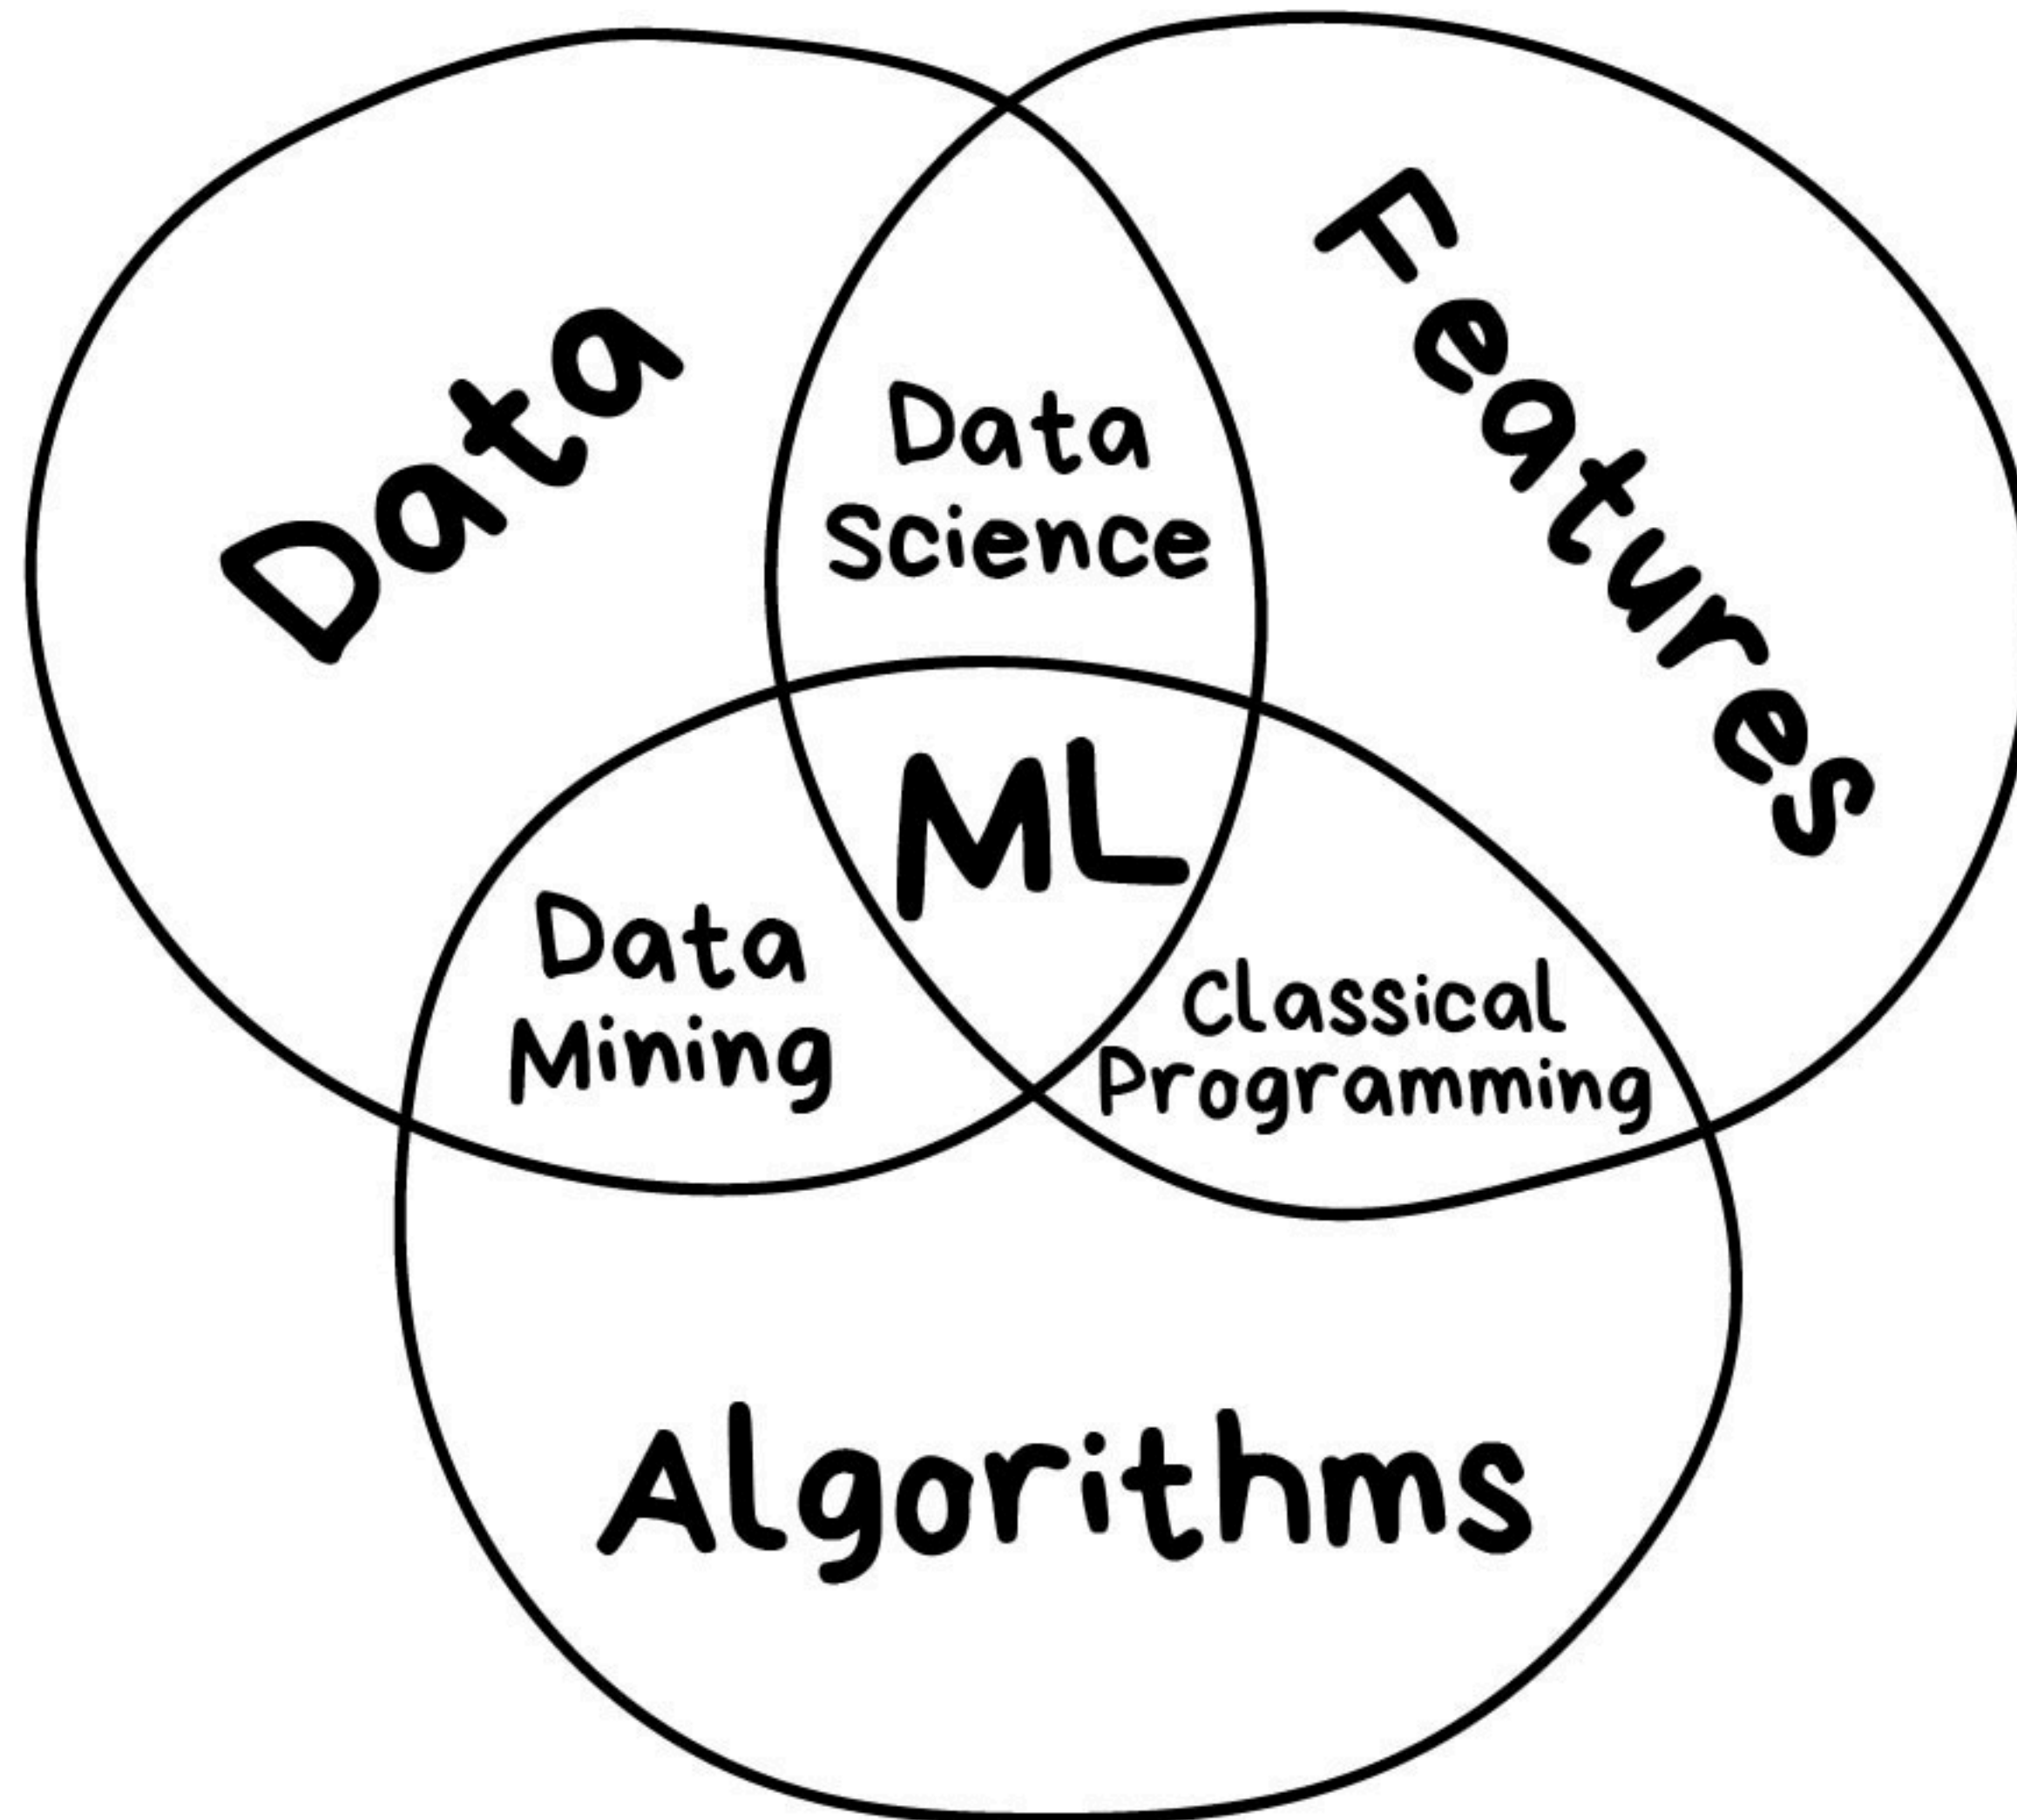 Data
Features
Data
Science
ML
Data
Mining
Classical
Programming
Algorithms